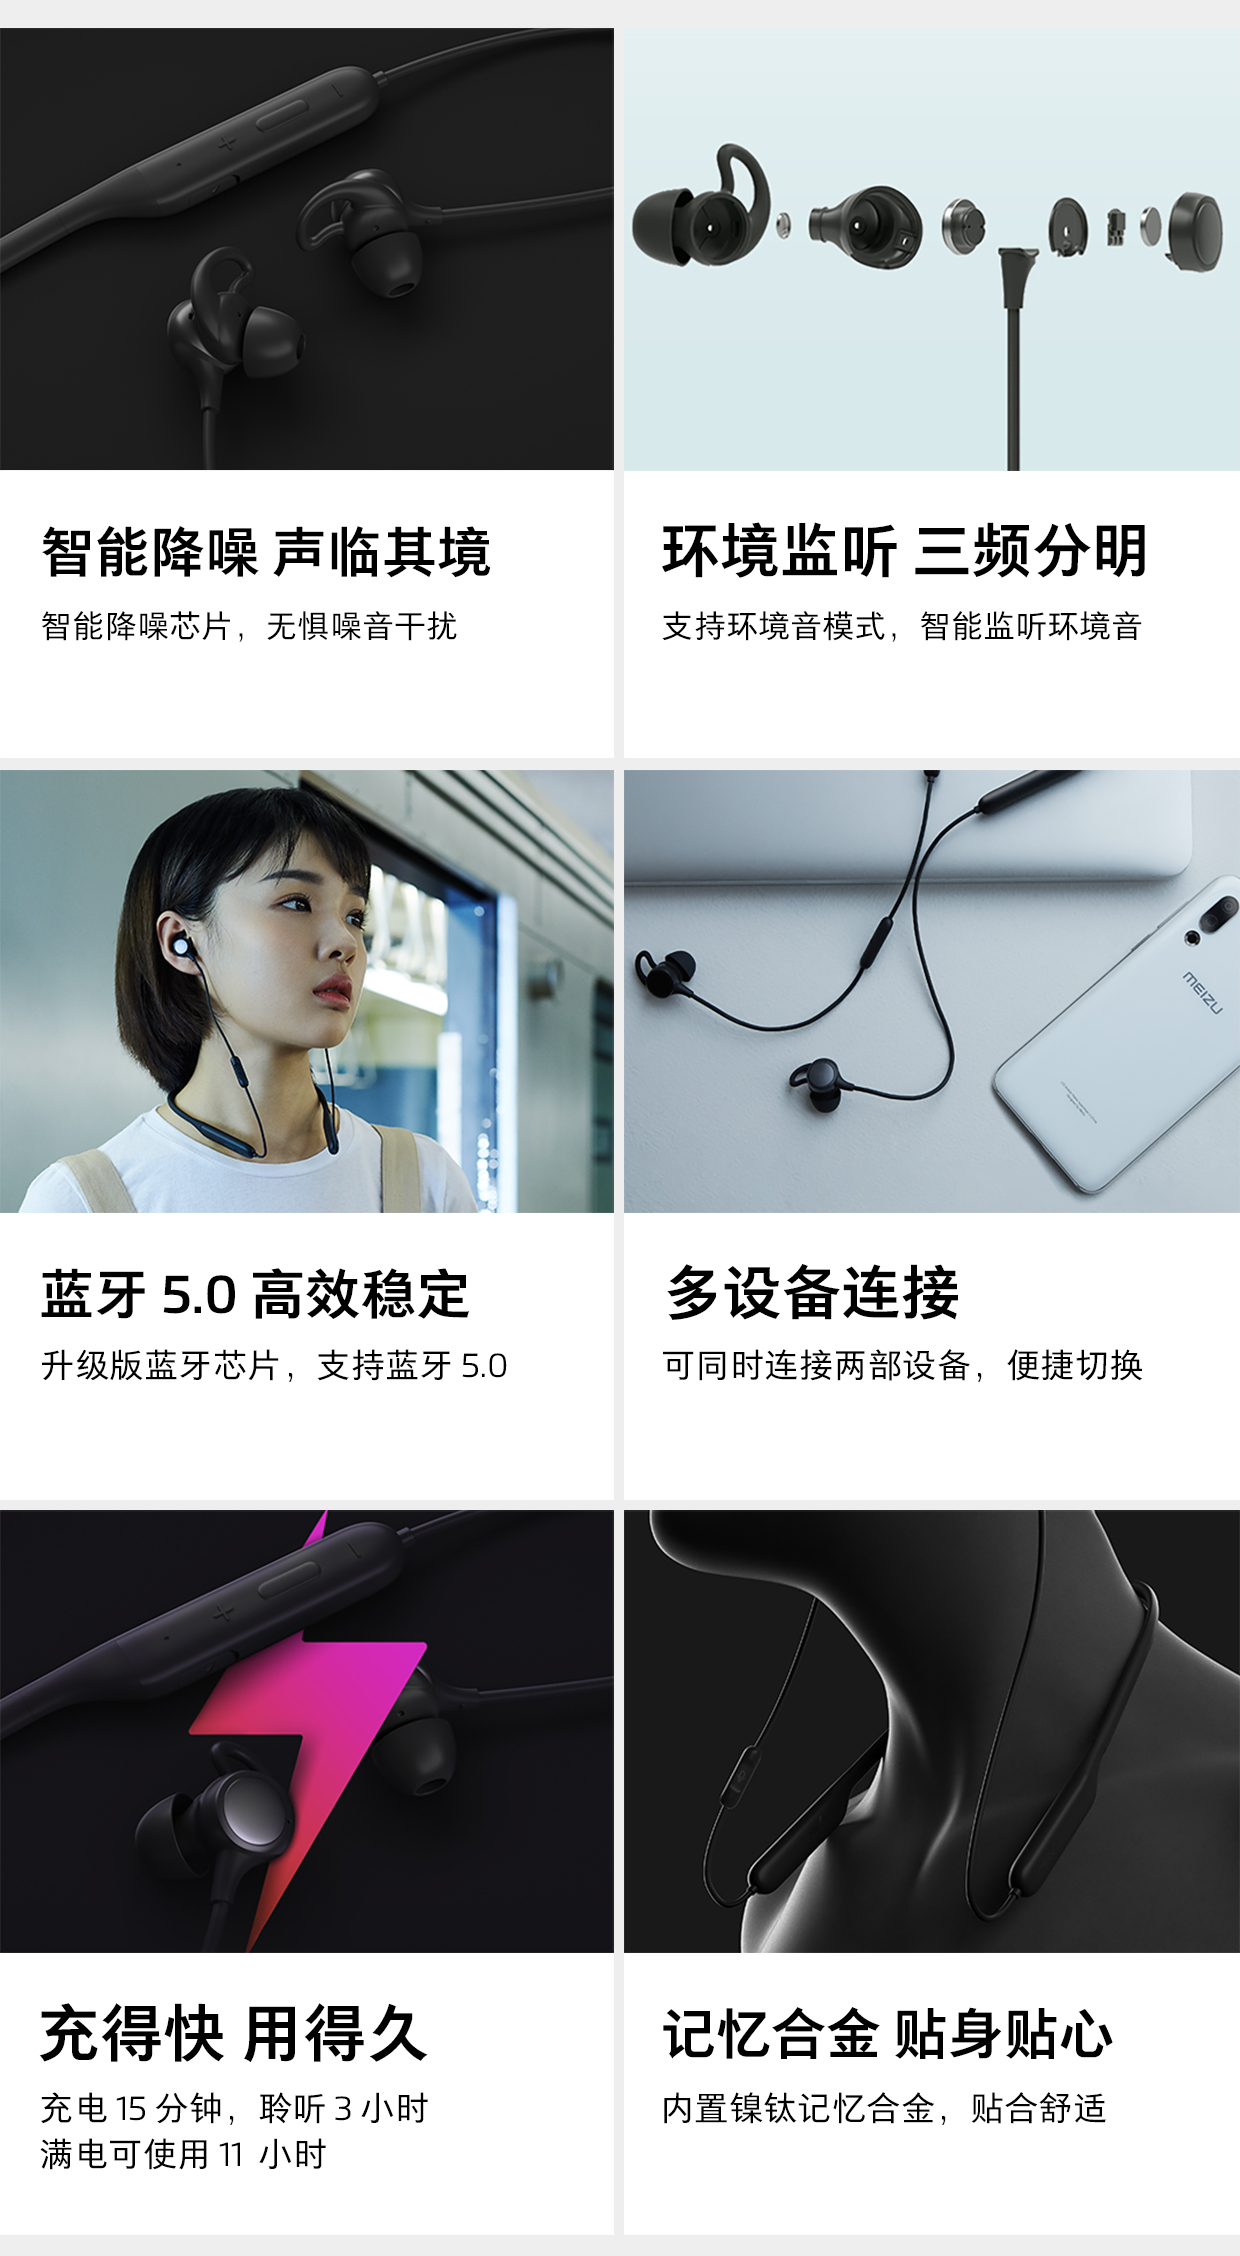 智能降噪 声临其境
智能降噪芯片，无惧噪音干扰
环境监听 三频分明
支持环境音模式，智能监听环境音
MEIZU
蓝牙 5.0 高效稳定
升级版蓝牙芯片，支持蓝牙 5.0
多设备连接
可同时连接两部设备，便捷切换
充得快 用得久
充电 15 分钟，聆听 3 小时
满电可使用 11 小时
记忆合金 贴身贴心
内置镍钛记忆合金，贴合舒适